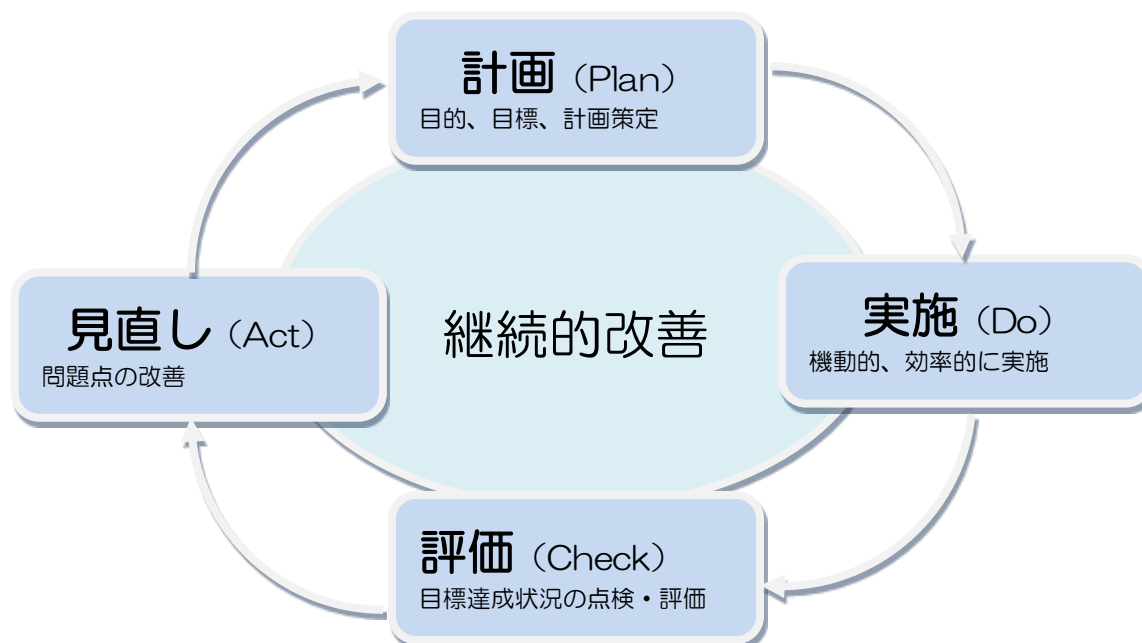 計画（Plan）
目的、目標、計画策定
実施（Do）
機動的、効率的に実施
継続的改善
見直し（Act）
問題点の改善
評価（Check）
目標達成状況の点検・評価